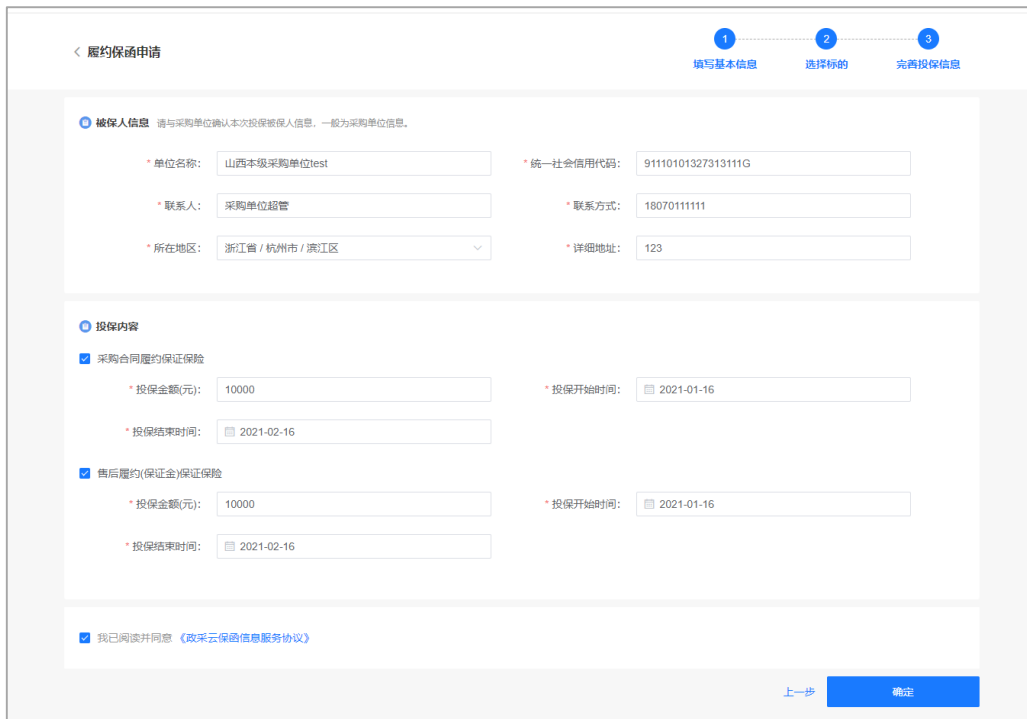 履约保函申请
1 2 3
填写基本信息 选择标的 完善投保信息
被保人信息 请与采购单位确认本次投保被保人信息，一般为采购单位信息。
* 单位名称： 山西本级采购单位test * 统一社会信用代码： 91110101327313111G
* 联系人： 采购单位超管 * 联系方式： 18070111111
* 所在地区： 浙江省 / 杭州市 / 滨江区 * 详细地址： 123
投保内容
采购合同履约保证保险
* 投保金额(元)： 10000 * 投保开始时间： 2021-01-16
* 投保结束时间： 2021-02-16
售后履约(保证金)保证保险
* 投保金额(元)： 10000 * 投保开始时间： 2021-01-16
* 投保结束时间： 2021-02-16
我已阅读并同意 《政采云保函信息服务协议》
上一步 确定